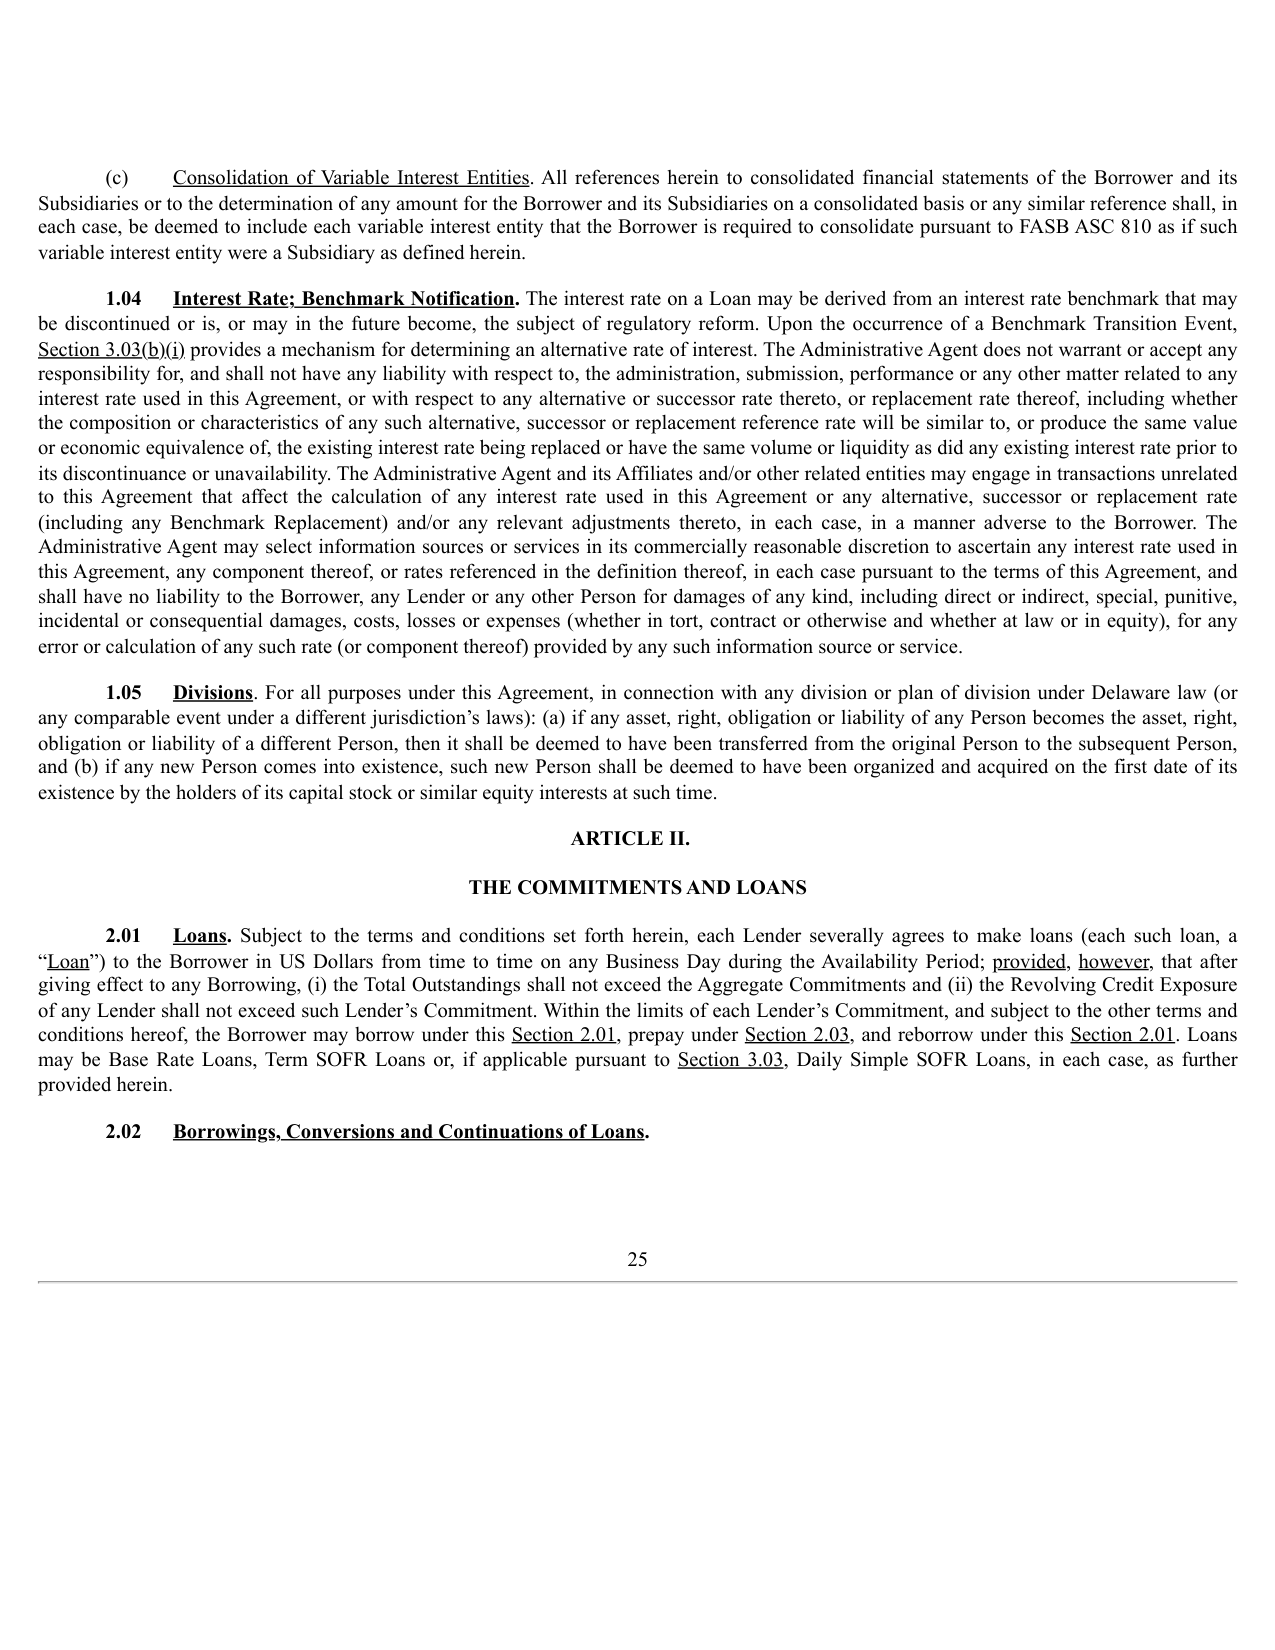 (c) Consolidation of Variable Interest Entities. All references herein to consolidated financial statements of the Borrower and its
Subsidiaries or to the determination of any amount for the Borrower and its Subsidiaries on a consolidated basis or any similar reference shall, in
each case, be deemed to include each variable interest entity that the Borrower is required to consolidate pursuant to FASB ASC 810 as if such
variable interest entity were a Subsidiary as defined herein.
1.04 Interest Rate; Benchmark Notification. The interest rate on a Loan may be derived from an interest rate benchmark that may
be discontinued or is, or may in the future become, the subject of regulatory reform. Upon the occurrence of a Benchmark Transition Event,
Section 3.03(b)(i) provides a mechanism for determining an alternative rate of interest. The Administrative Agent does not warrant or accept any
responsibility for, and shall not have any liability with respect to, the administration, submission, performance or any other matter related to any
interest rate used in this Agreement, or with respect to any alternative or successor rate thereto, or replacement rate thereof, including whether
the composition or characteristics of any such alternative, successor or replacement reference rate will be similar to, or produce the same value
or economic equivalence of, the existing interest rate being replaced or have the same volume or liquidity as did any existing interest rate prior to
its discontinuance or unavailability. The Administrative Agent and its Affiliates and/or other related entities may engage in transactions unrelated
to this Agreement that affect the calculation of any interest rate used in this Agreement or any alternative, successor or replacement rate
(including any Benchmark Replacement) and/or any relevant adjustments thereto, in each case, in a manner adverse to the Borrower. The
Administrative Agent may select information sources or services in its commercially reasonable discretion to ascertain any interest rate used in
this Agreement, any component thereof, or rates referenced in the definition thereof, in each case pursuant to the terms of this Agreement, and
shall have no liability to the Borrower, any Lender or any other Person for damages of any kind, including direct or indirect, special, punitive,
incidental or consequential damages, costs, losses or expenses (whether in tort, contract or otherwise and whether at law or in equity), for any
error or calculation of any such rate (or component thereof) provided by any such information source or service.
1.05 Divisions. For all purposes under this Agreement, in connection with any division or plan of division under Delaware law (or
any comparable event under a different jurisdiction’s laws): (a) if any asset, right, obligation or liability of any Person becomes the asset, right,
obligation or liability of a different Person, then it shall be deemed to have been transferred from the original Person to the subsequent Person,
and (b) if any new Person comes into existence, such new Person shall be deemed to have been organized and acquired on the first date of its
existence by the holders of its capital stock or similar equity interests at such time.
ARTICLE II.
THE COMMITMENTS AND LOANS
2.01 Loans. Subject to the terms and conditions set forth herein, each Lender severally agrees to make loans (each such loan, a
“Loan”) to the Borrower in US Dollars from time to time on any Business Day during the Availability Period; provided, however, that after
giving effect to any Borrowing, (i) the Total Outstandings shall not exceed the Aggregate Commitments and (ii) the Revolving Credit Exposure
of any Lender shall not exceed such Lender’s Commitment. Within the limits of each Lender’s Commitment, and subject to the other terms and
conditions hereof, the Borrower may borrow under this Section 2.01, prepay under Section 2.03, and reborrow under this Section 2.01. Loans
may be Base Rate Loans, Term SOFR Loans or, if applicable pursuant to Section 3.03, Daily Simple SOFR Loans, in each case, as further
provided herein.
2.02 Borrowings, Conversions and Continuations of Loans.
25